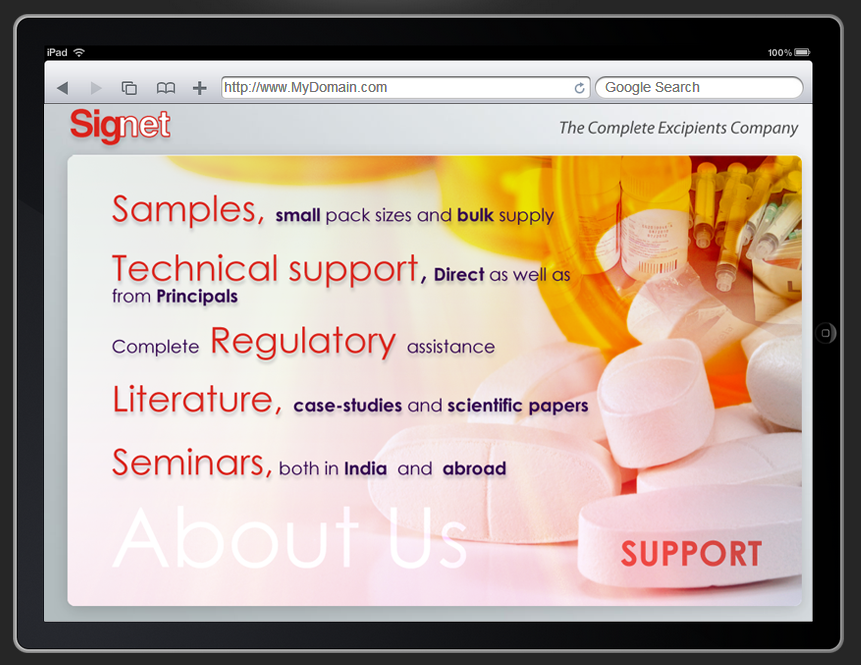 iPad
100%
http://www.MyDomain.com
Google Search
Signet
The Complete Excipients Company
Samples, small pack sizes and bulk supply
Technical support, Direct as well as
from Principals
Complete Regulatory assistance
Literature, case-studies and scientific papers
Seminars, both in India and abroad
About Us
SUPPORT